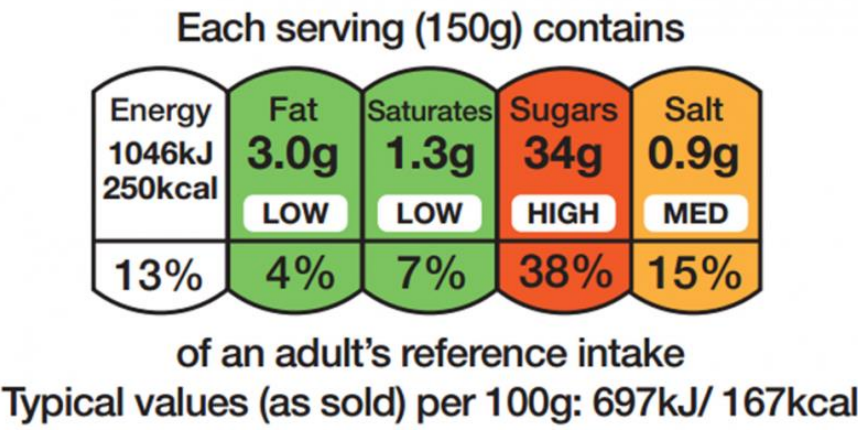 Each serving (150g) contains
Energy Fat Saturates Sugars Salt
1046kJ 3.0g 1.3g 34g 0.9g
250kcal
LOW LOW HIGH MED
13% 4% 7% 38% 15%
of an adult's reference intake
Typical values (as sold) per 100g: 697kJ/ 167kcal